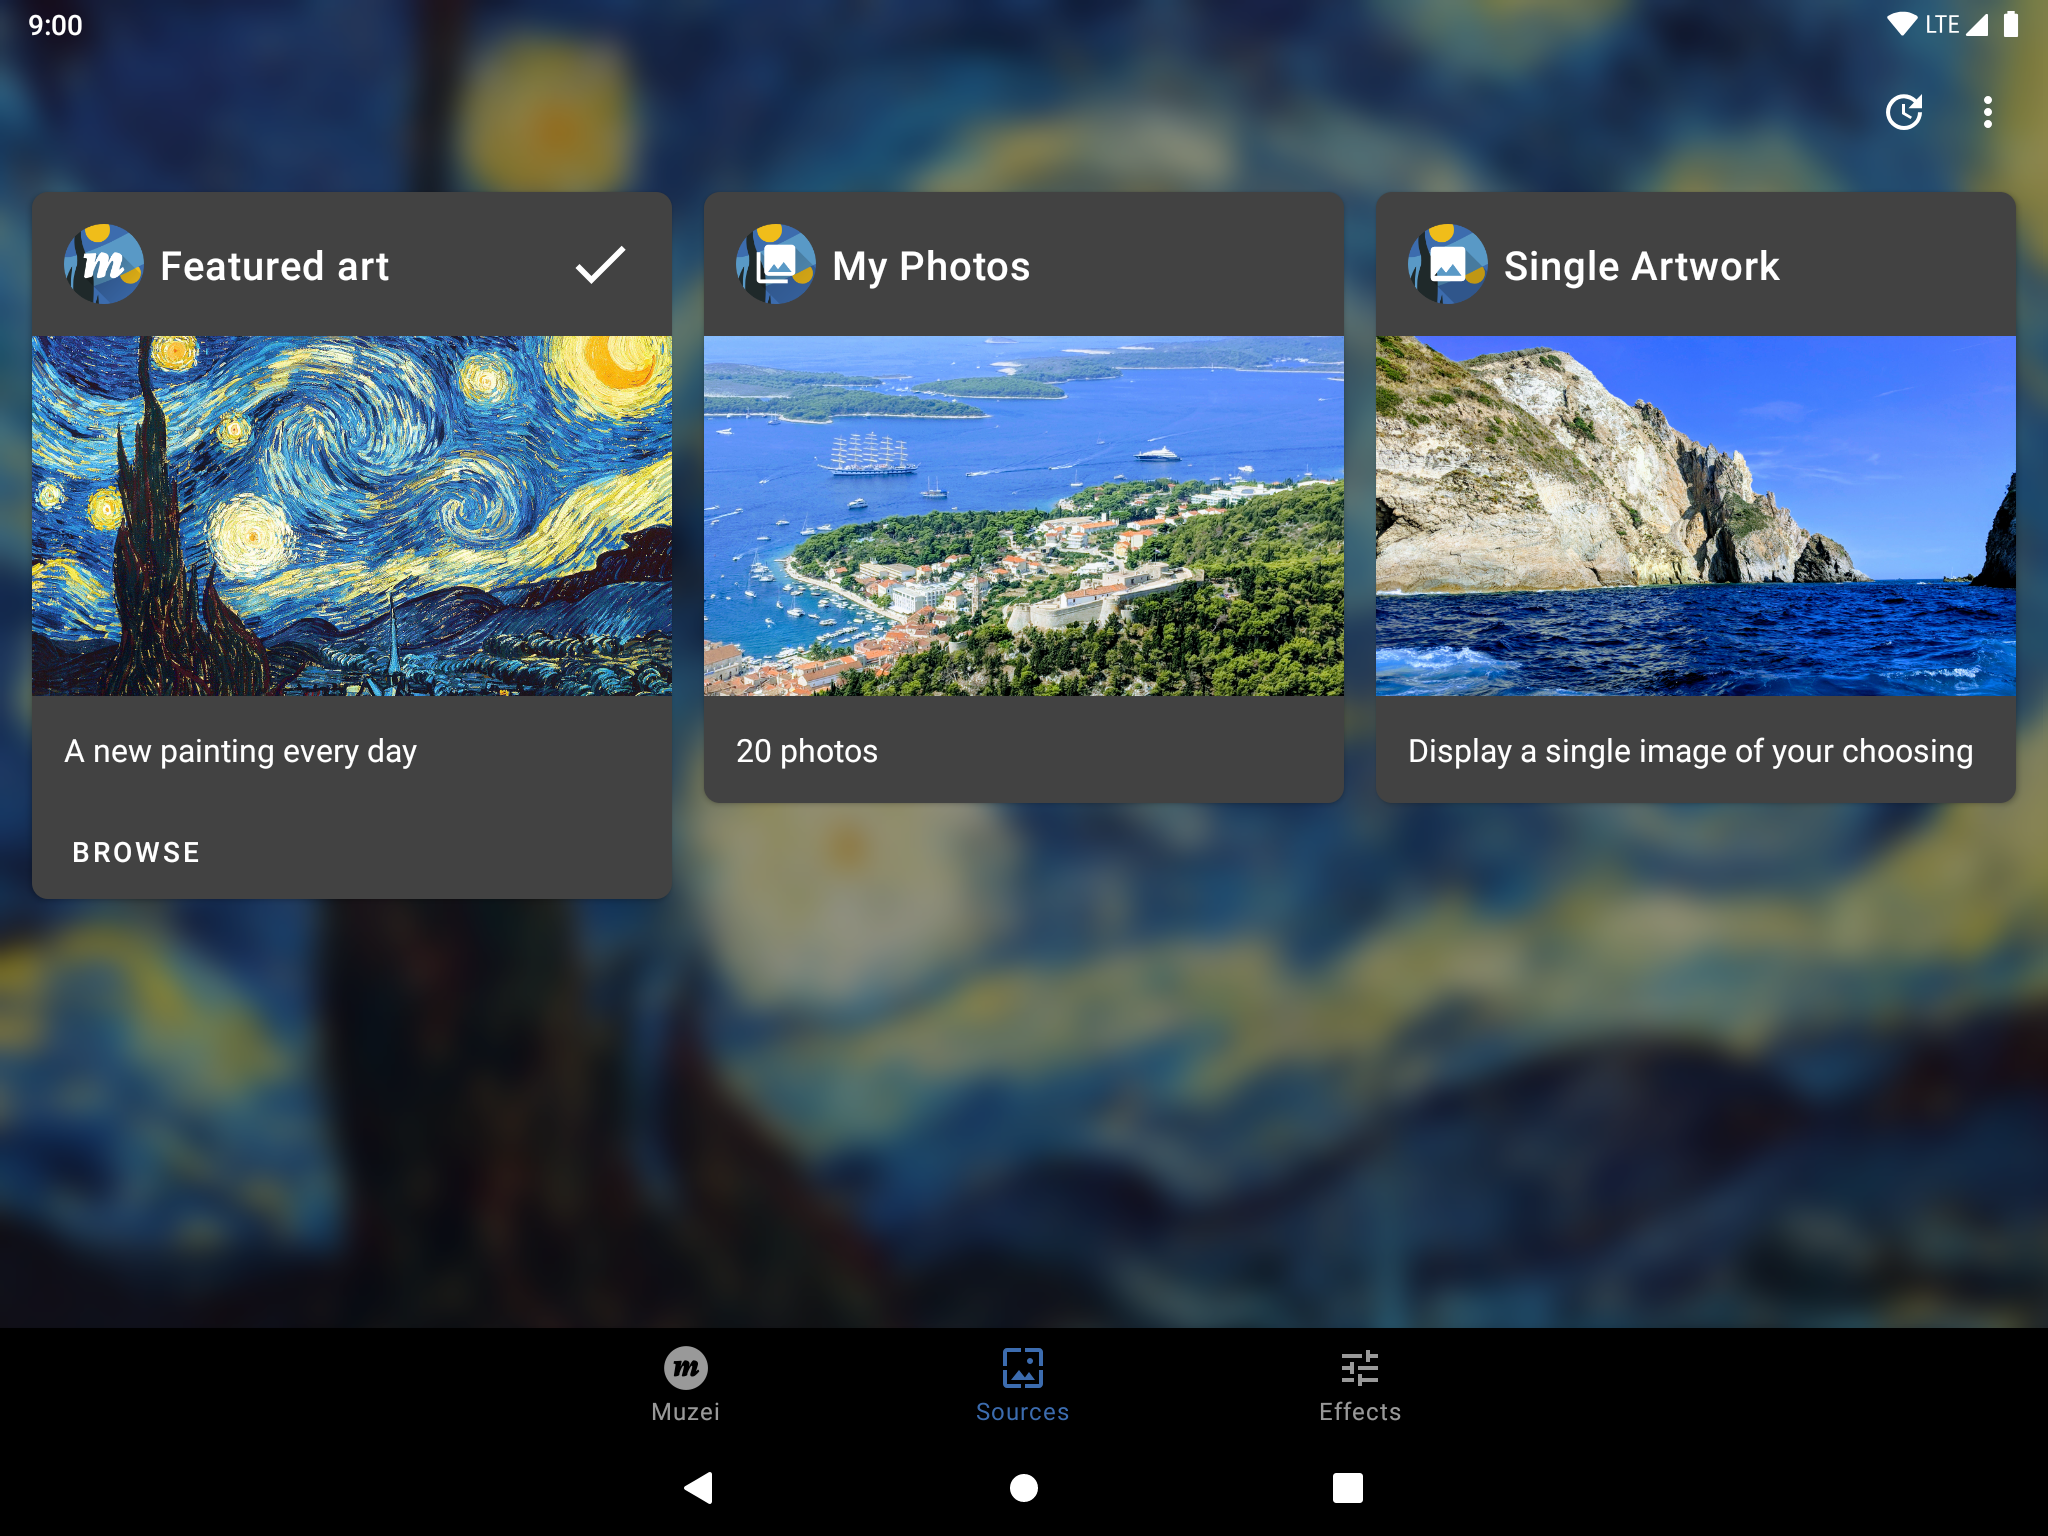 9:00
LTE
m Featured art
My Photos
Single Artwork
A new painting every day
20 photos
Display a single image of your choosing
BROWSE
m
Muzei
Sources
Effects